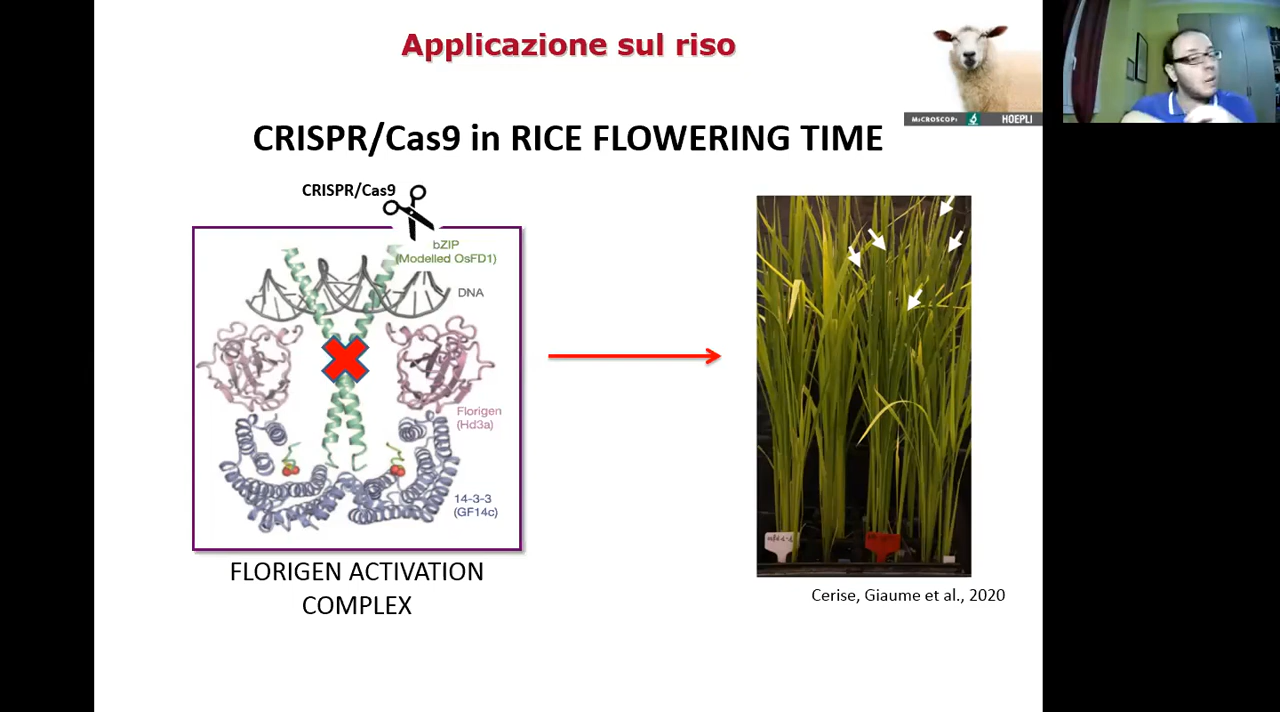 Applicazione sul riso
MiCROSCOPi HOEPLI
CRISPR/Cas9 in RICE FLOWERING TIME
CRISPR/Cas9
bZIP
(Modelled OsFD1)
DNA
Florigen
(Hd3a)
14-3-3
(GF14c)
FLORIGEN ACTIVATION
COMPLEX
Cerise, Giaume et al., 2020